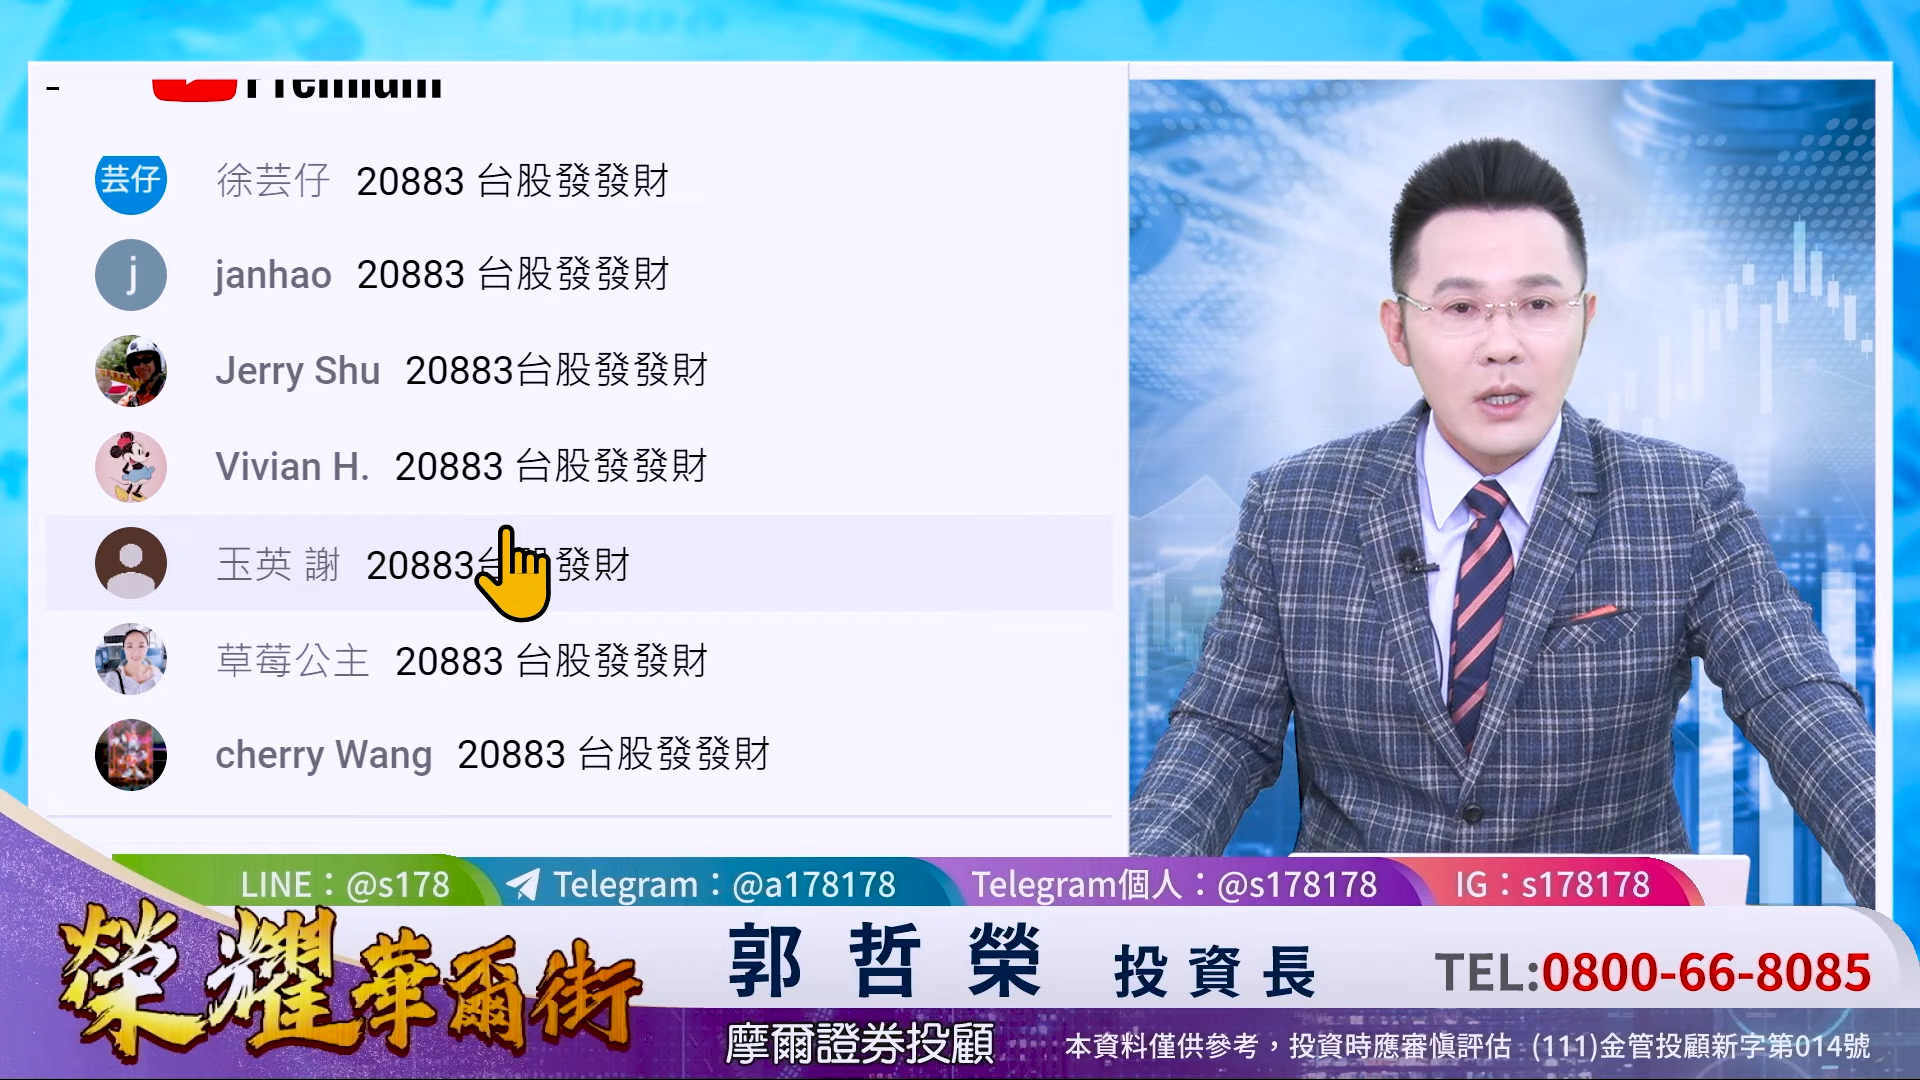 Premium
芸仔 徐芸仔 20883 台股發發財
j janhao 20883 台股發發財
Jerry Shu 20883台股發發財
Vivian H. 20883 台股發發財
玉英 謝 20883台 發財
草莓公主 20883 台股發發財
cherry Wang 20883 台股發發財
LINE：@s178 Telegram：@a178178 Telegram個人：@s178178 IG：s178178
榮耀華爾街
郭哲榮 投資長 TEL:0800-66-8085
摩爾證券投顧 本資料僅供參考，投資時應審慎評估 (111)金管投顧新字第014號